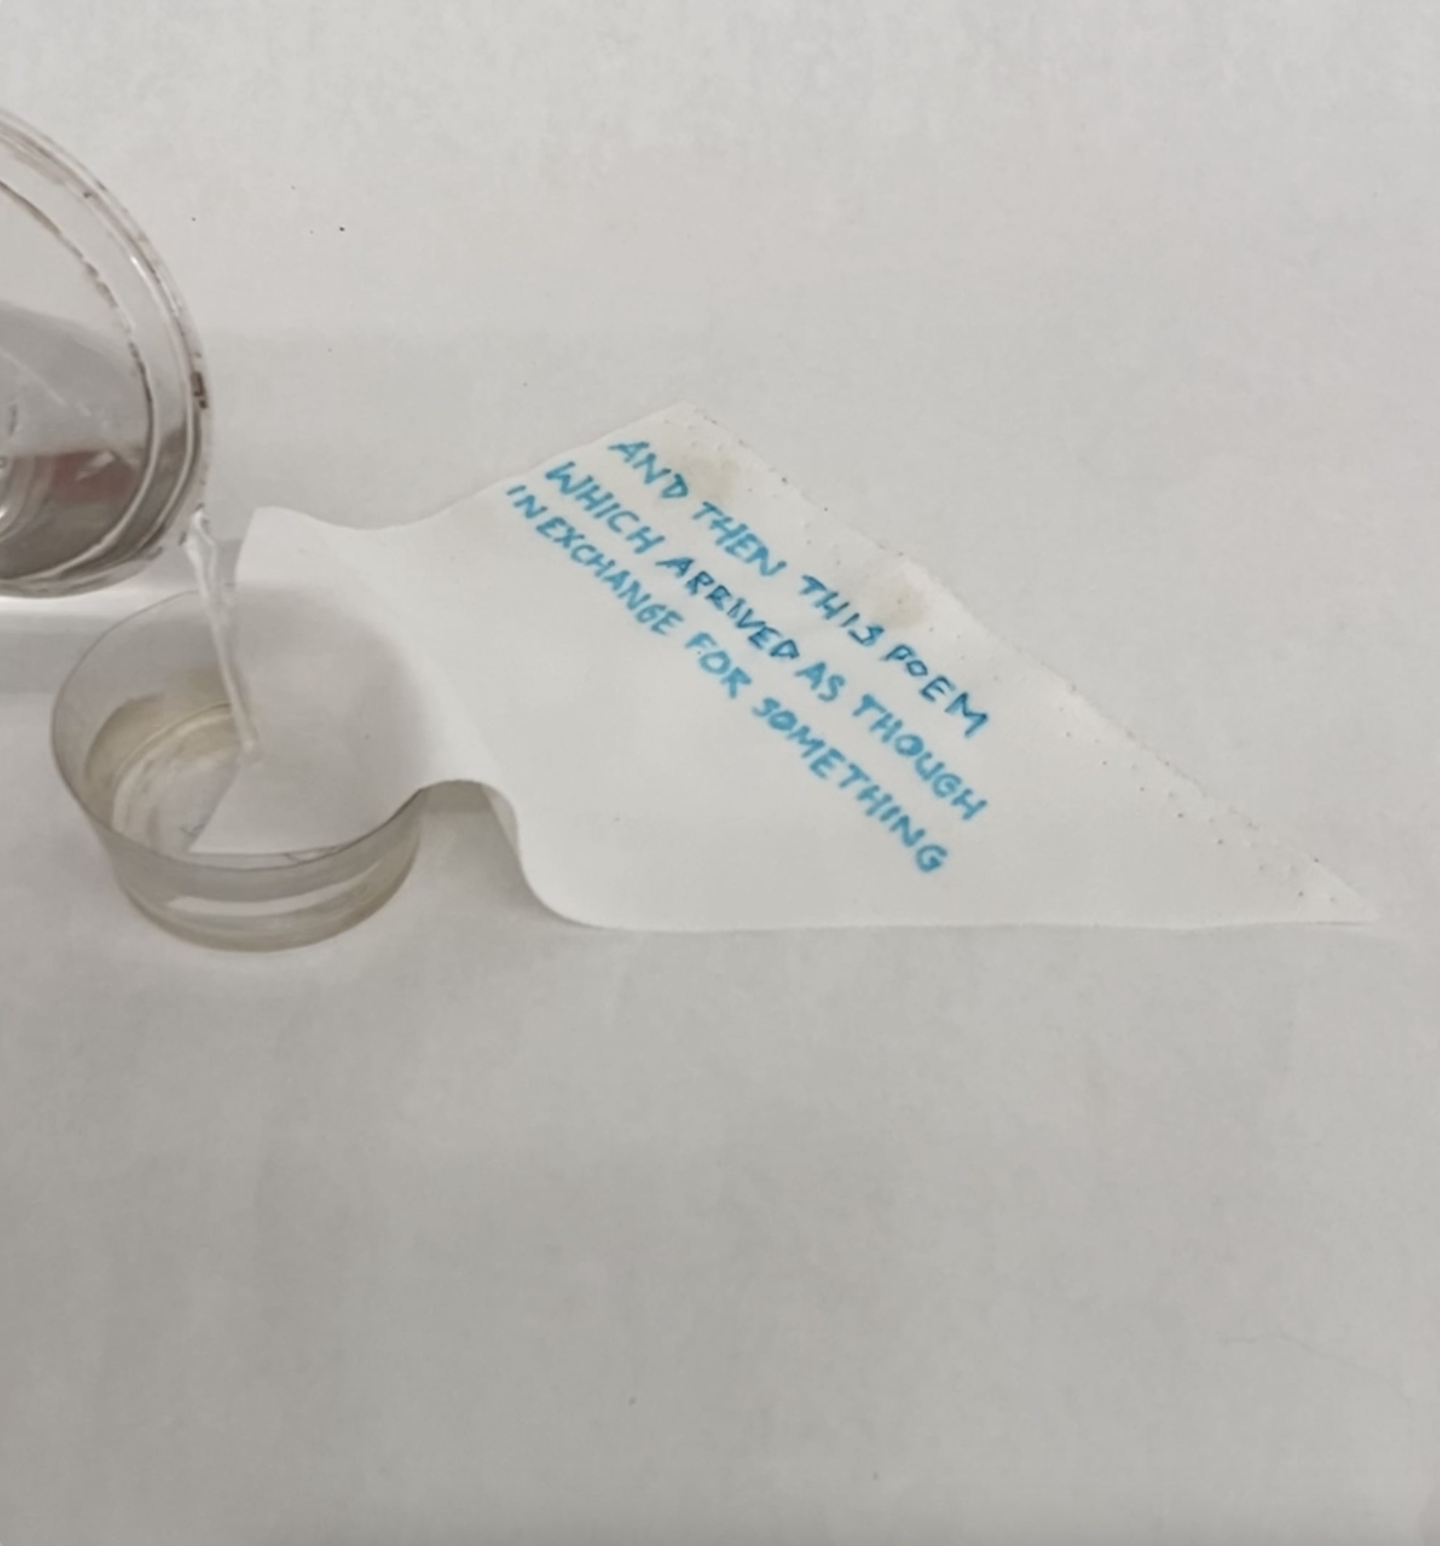 AND THEN THIS POEM
WHICH ARRIVED AS THOUGH
IN EXCHANGE FOR SOMETHING